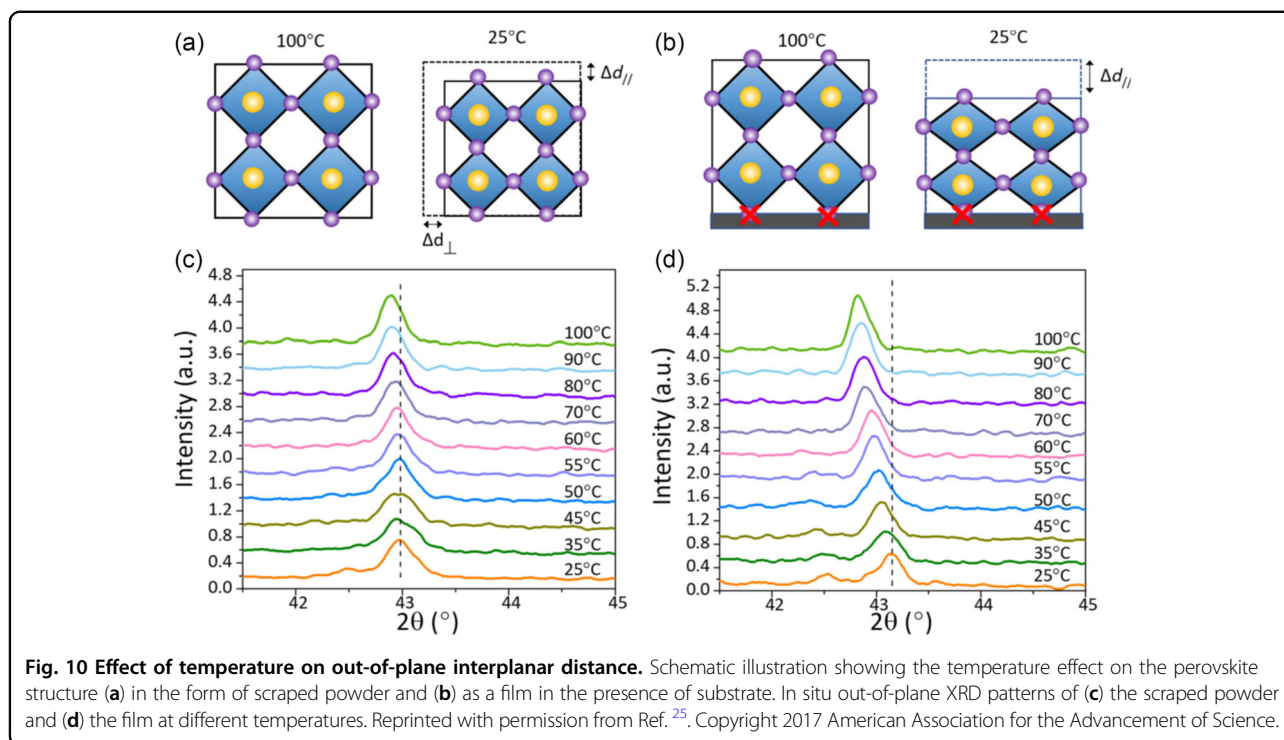 (a)
100°C
25°C
Δd//
Δd⊥
(b)
100°C
25°C
Δd//
(c)
4.8
4.4
4.0
3.6
3.2
2.8
2.4
2.0
1.6
1.2
0.8
0.4
0.0
Intensity (a.u.)
100°C
90°C
80°C
70°C
60°C
55°C
50°C
45°C
35°C
25°C
42
43
44
45
2θ (°)
(d)
5.2
4.8
4.4
4.0
3.6
3.2
2.8
2.4
2.0
1.6
1.2
0.8
0.4
0.0
Intensity (a.u.)
100°C
90°C
80°C
70°C
60°C
55°C
50°C
45°C
35°C
25°C
42
43
44
45
2θ (°)
Fig. 10 Effect of temperature on out-of-plane interplanar distance. Schematic illustration showing the temperature effect on the perovskite
structure (a) in the form of scraped powder and (b) as a film in the presence of substrate. In situ out-of-plane XRD patterns of (c) the scraped powder
and (d) the film at different temperatures. Reprinted with permission from Ref. 25. Copyright 2017 American Association for the Advancement of Science.